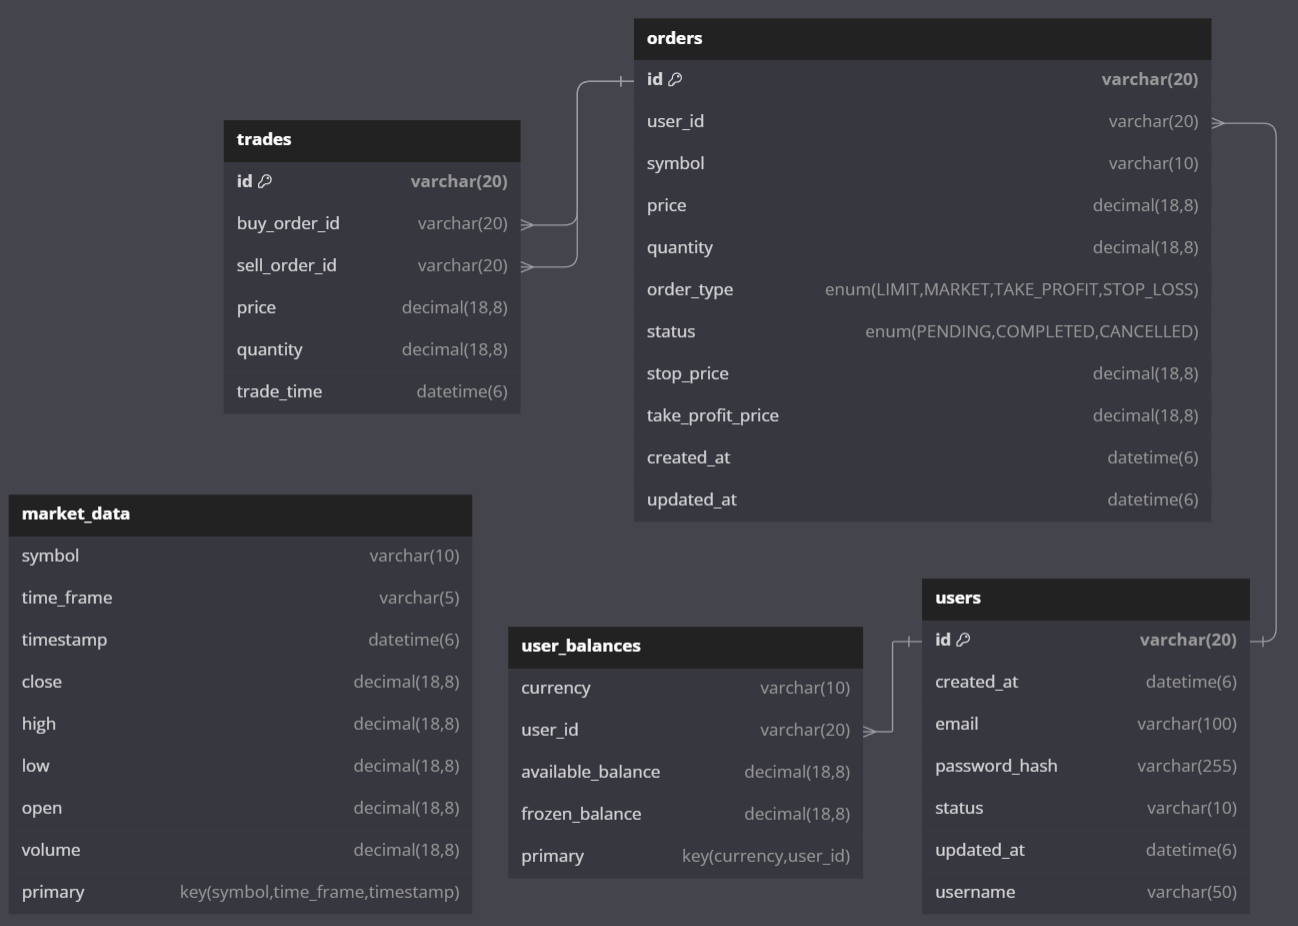 orders
id varchar(20)
user_id varchar(20)
symbol varchar(10)
price decimal(18,8)
quantity decimal(18,8)
order_type enum(LIMIT,MARKET,TAKE_PROFIT,STOP_LOSS)
status enum(PENDING,COMPLETED,CANCELLED)
stop_price decimal(18,8)
take_profit_price decimal(18,8)
created_at datetime(6)
updated_at datetime(6)
trades
id varchar(20)
buy_order_id varchar(20)
sell_order_id varchar(20)
price decimal(18,8)
quantity decimal(18,8)
trade_time datetime(6)
market_data
symbol varchar(10)
time_frame varchar(5)
timestamp datetime(6)
close decimal(18,8)
high decimal(18,8)
low decimal(18,8)
open decimal(18,8)
volume decimal(18,8)
primary key(symbol,time_frame,timestamp)
user_balances
currency varchar(10)
user_id varchar(20)
available_balance decimal(18,8)
frozen_balance decimal(18,8)
primary key(currency,user_id)
users
id varchar(20)
created_at datetime(6)
email varchar(100)
password_hash varchar(255)
status varchar(10)
updated_at datetime(6)
username varchar(50)